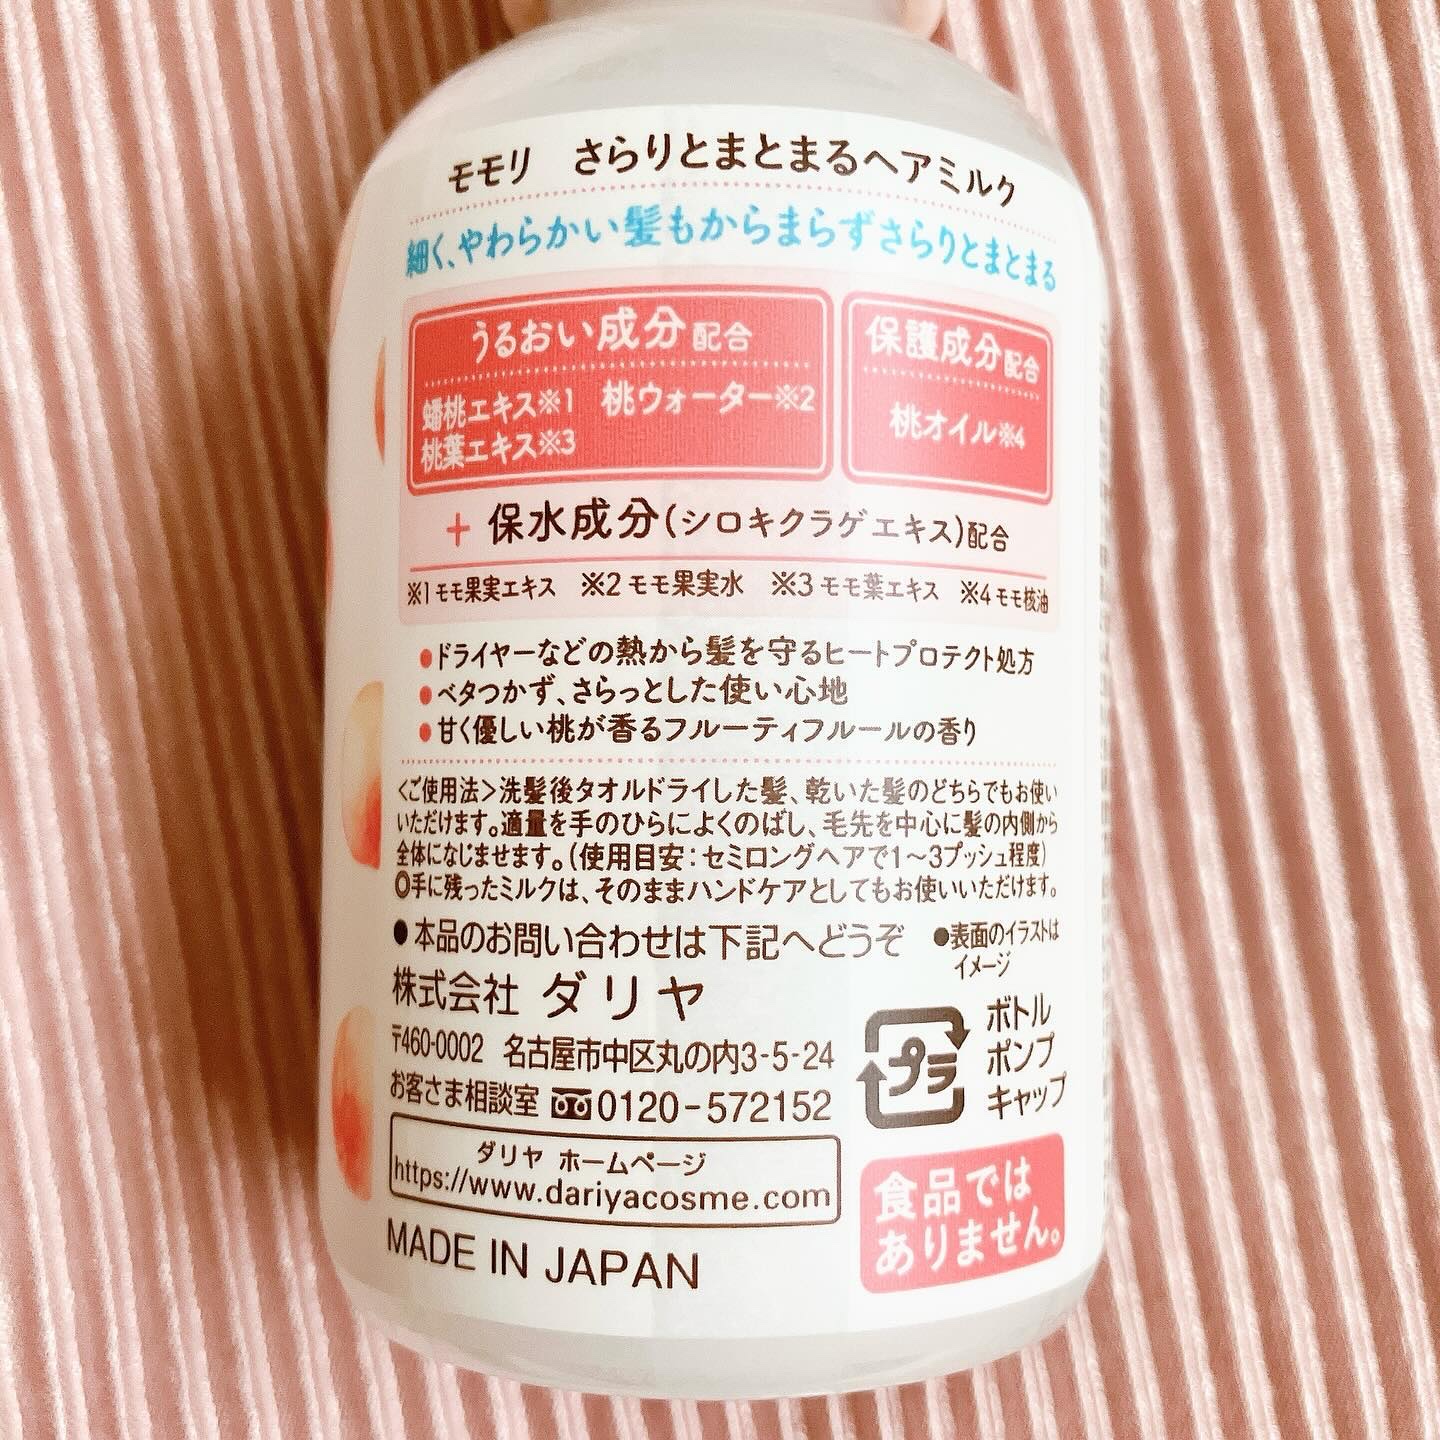 モモリ さらりとまとまるヘアミルク
細く、やわらかい髪もからまらずさらりとまとまる
うるおい成分配合
蟠桃エキス※1 桃ウォーター※2
桃葉エキス※3
保護成分配合
桃オイル※4
+ 保水成分(シロキクラゲエキス)配合
※1 モモ果実エキス ※2 モモ果実水 ※3 モモ葉エキス ※4 モモ核油
●ドライヤーなどの熱から髪を守るヒートプロテクト処方
●ベタつかず、さらっとした使い心地
●甘く優しい桃が香るフルーティフルールの香り
<ご使用法>洗髪後タオルドライした髪、乾いた髪のどちらでもお使い
いただけます。適量を手のひらによくのばし、毛先を中心に髪の内側から
全体になじませます。(使用目安:セミロングヘアで1~3プッシュ程度)
◎手に残ったミルクは、そのままハンドケアとしてもお使いいただけます。
●本品のお問い合わせは下記へどうぞ
株式会社 ダリヤ
〒460-0002 名古屋市中区丸の内3-5-24
お客さま相談室 0120-572152
ダリヤ ホームページ
https://www.dariyacosme.com
MADE IN JAPAN
●表面のイラストは
イメージ
プラ
ボトル
ポンプ
キャップ
食品では
ありません。